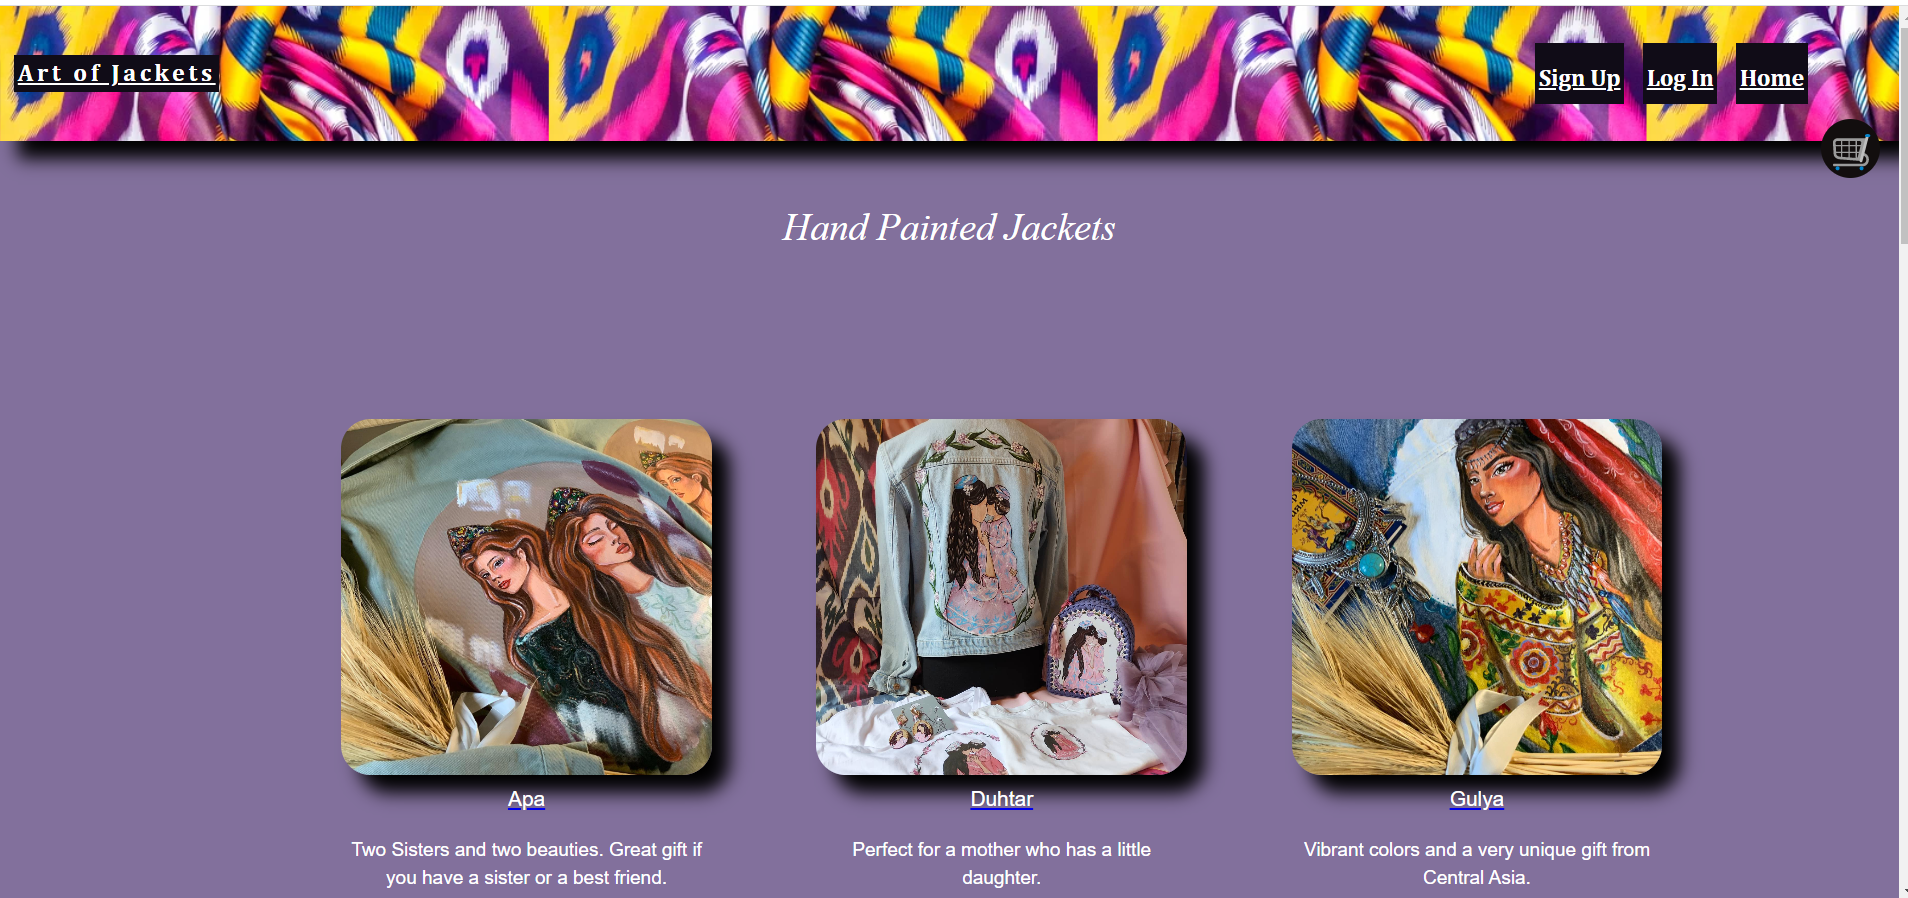 Art of Jackets
Sign Up Log In Home
Hand Painted Jackets
Apa
Two Sisters and two beauties. Great gift if
you have a sister or a best friend.
Duhtar
Perfect for a mother who has a little
daughter.
Gulya
Vibrant colors and a very unique gift from
Central Asia.